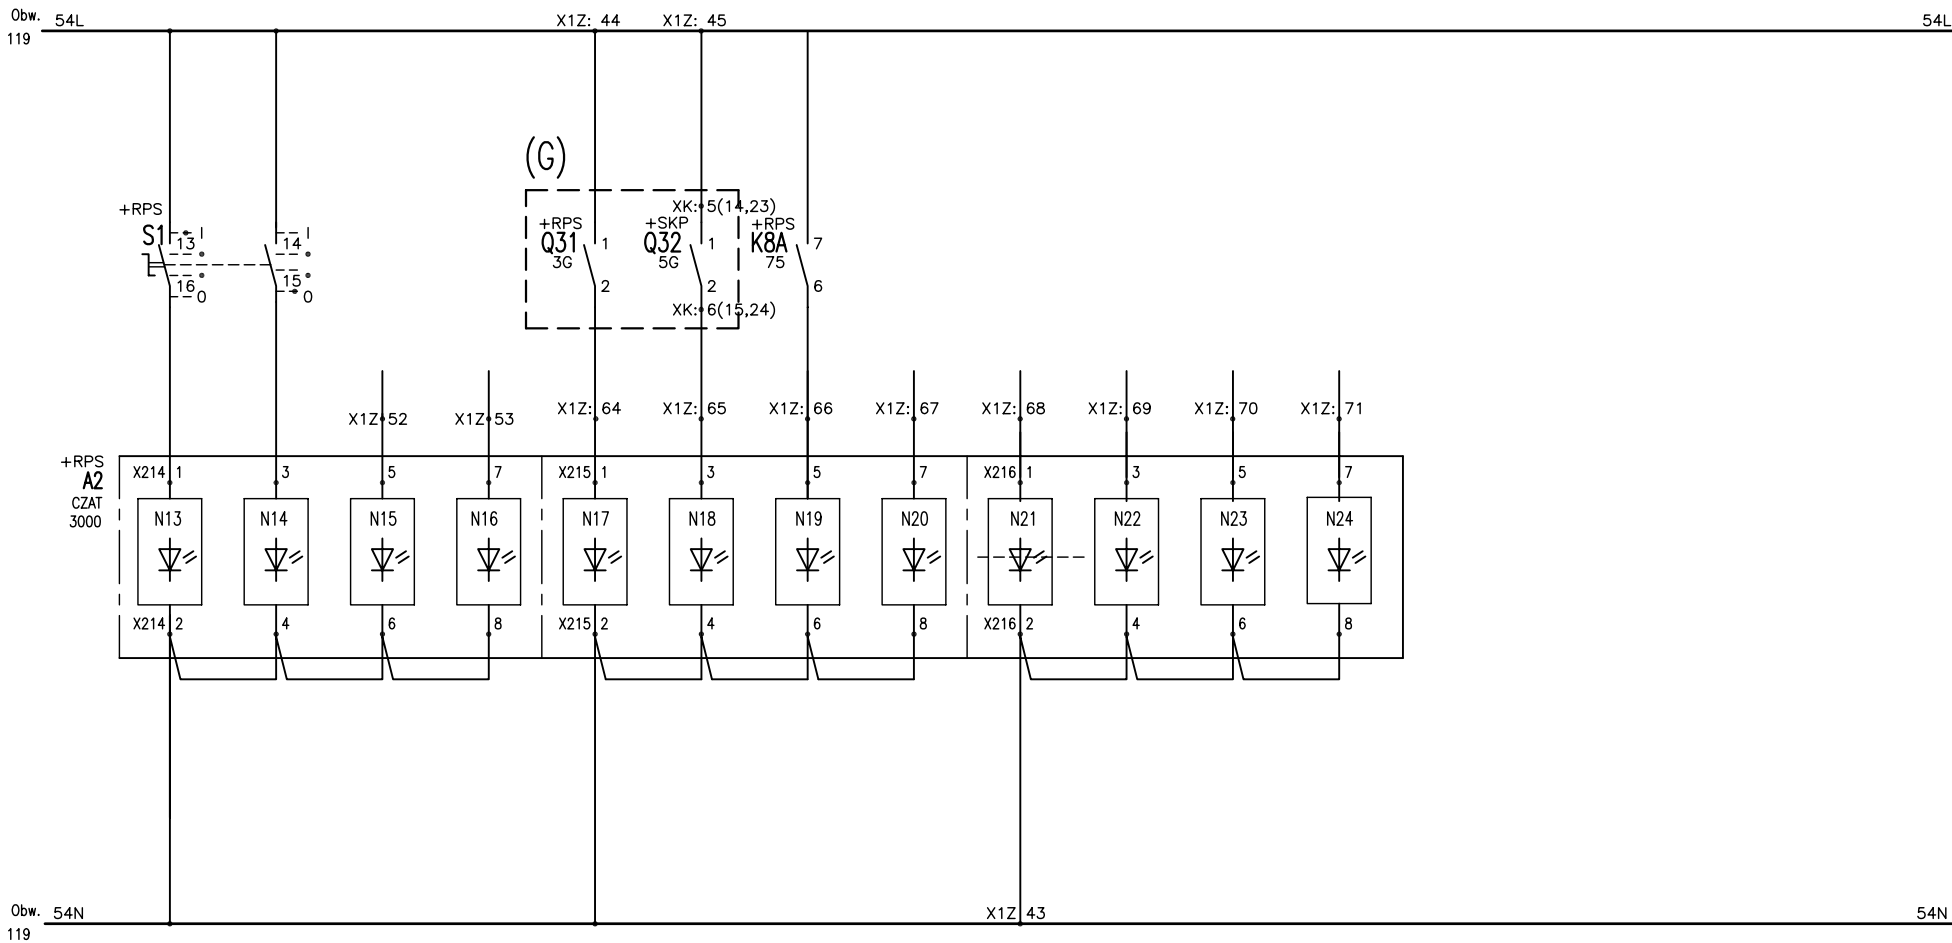 Obw. 54L X1Z: 44 X1Z: 45 54L
119
(G)
+RPS XK: 5(14,23)
S1 13 I 14 I +RPS +SKP +RPS
Q31 1 Q32 1 K8A 7
3G 5G 75
16 0 15 0 2 2 6
XK: 6(15,24)
X1Z 52 X1Z 53 X1Z: 64 X1Z: 65 X1Z: 66 X1Z: 67 X1Z: 68 X1Z: 69 X1Z: 70 X1Z: 71
+RPS X214 1 3 5 7 X215 1 3 5 7 X216 1 3 5 7
A2
CZAT
3000 N13 N14 N15 N16 N17 N18 N19 N20 N21 N22 N23 N24
X214 2 4 6 8 X215 2 4 6 8 X216 2 4 6 8
Obw. 54N X1Z 43 54N
119